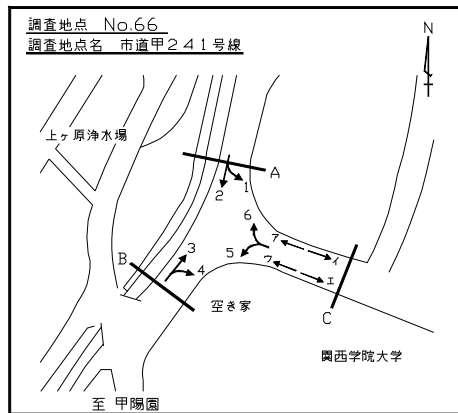 調査地点 No.66
調査地点名 市道甲241号線
N
上ヶ原浄水場
A
1
2
6
3
ア
イ
B
5
ウ
4
エ
空き家
C
関西学院大学
至 甲陽園